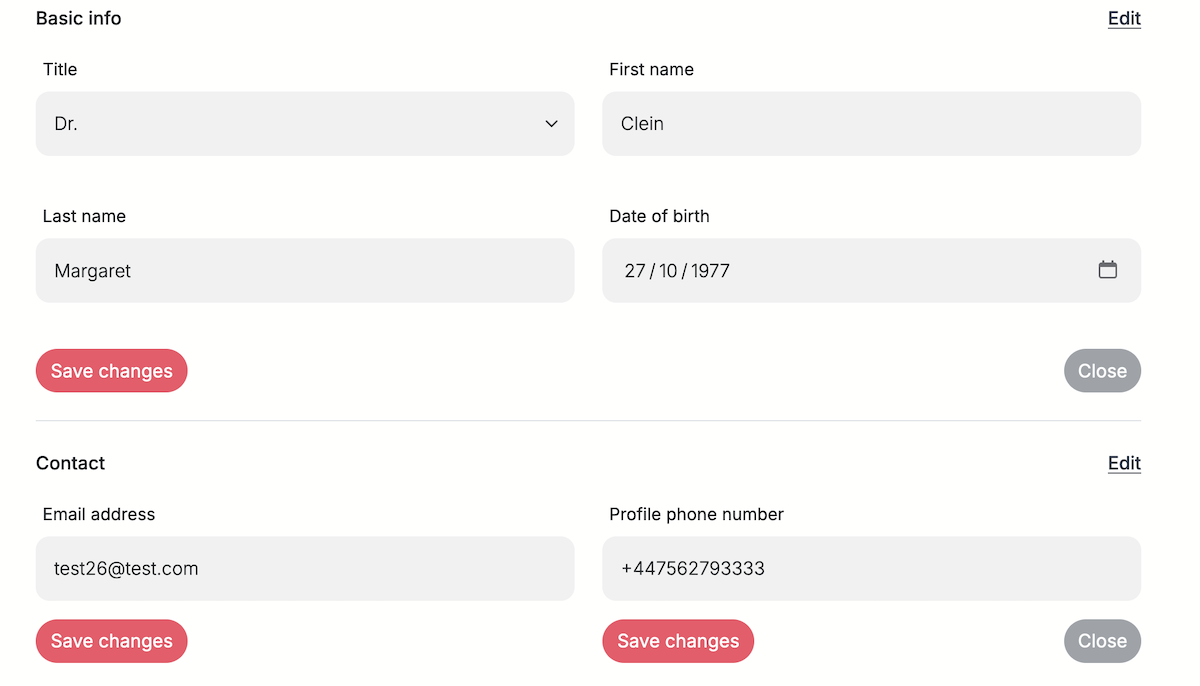 Basic info Edit
Title First name
Dr. Clein
Last name Date of birth
Margaret 27 / 10 / 1977
Save changes Close
Contact Edit
Email address Profile phone number
test26@test.com +447562793333
Save changes Save changes Close